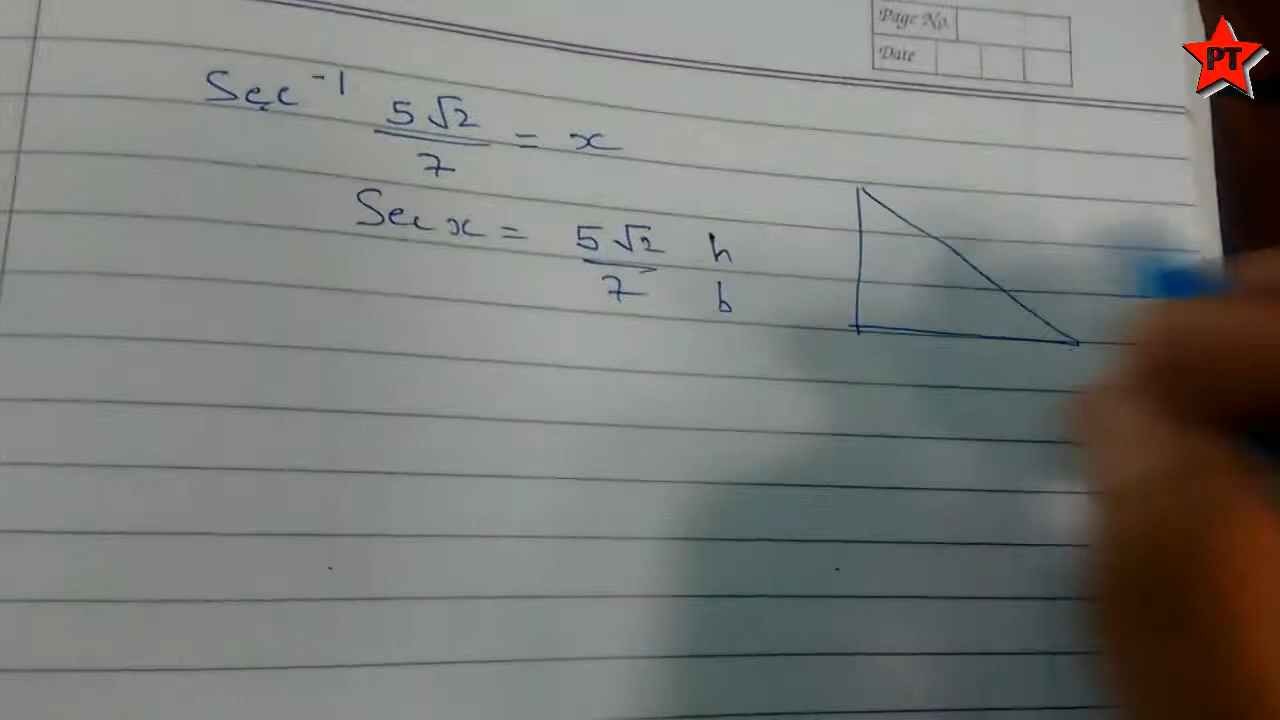 Page No.
Date
PT
Sec⁻¹ 5√2/7 = x
Sec x = 5√2/7 h/b